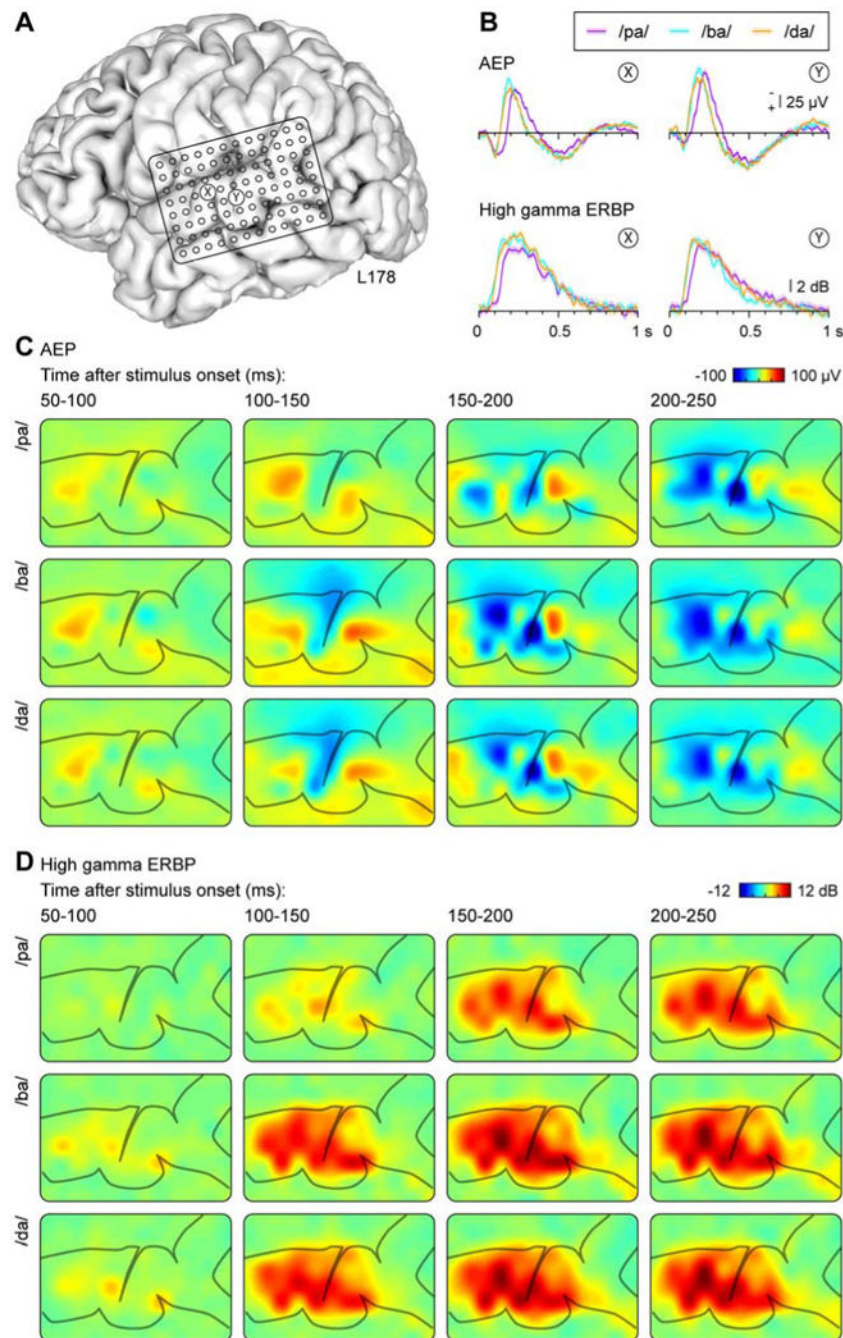 A
X
Y
L178
B
/pa/ /ba/ /da/
AEP
X
Y
-
+
25 µV
High gamma ERBP
X
Y
2 dB
0 0.5 1 s
0 0.5 1 s
C AEP
Time after stimulus onset (ms):
-100 100 µV
50-100 100-150 150-200 200-250
/pa/
/ba/
/da/
D High gamma ERBP
Time after stimulus onset (ms):
-12 12 dB
50-100 100-150 150-200 200-250
/pa/
/ba/
/da/